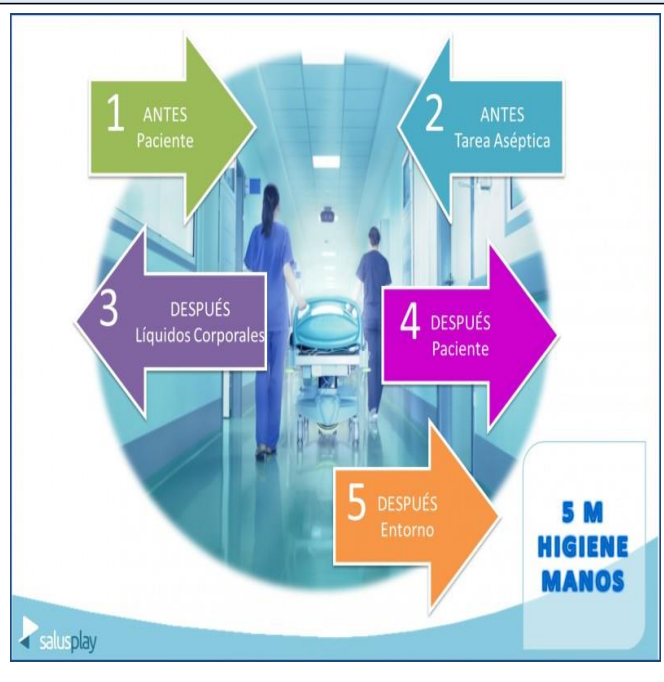 1 ANTES
Paciente
2 ANTES
Tarea Aséptica
3 DESPUÉS
Líquidos Corporales
4 DESPUÉS
Paciente
5 DESPUÉS
Entorno
5 M
HIGIENE
MANOS
salusplay